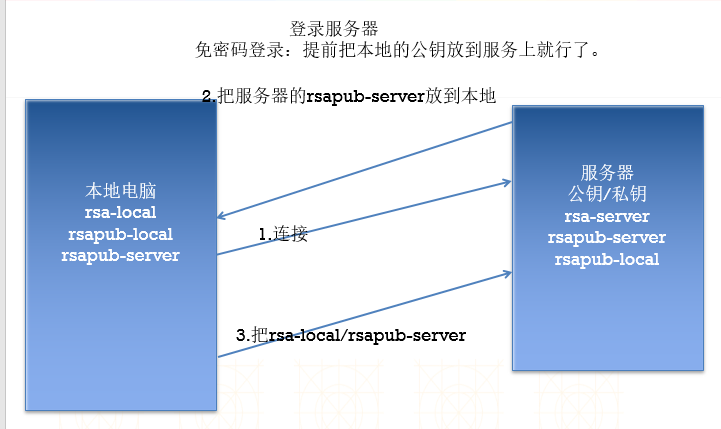 登录服务器
免密码登录：提前把本地的公钥放到服务上就行了。
2.把服务器的rsapub-server放到本地
本地电脑
rsa-local
rsapub-local
rsapub-server
服务器
公钥/私钥
rsa-server
rsapub-server
rsapub-local
1.连接
3.把rsa-local/rsapub-server